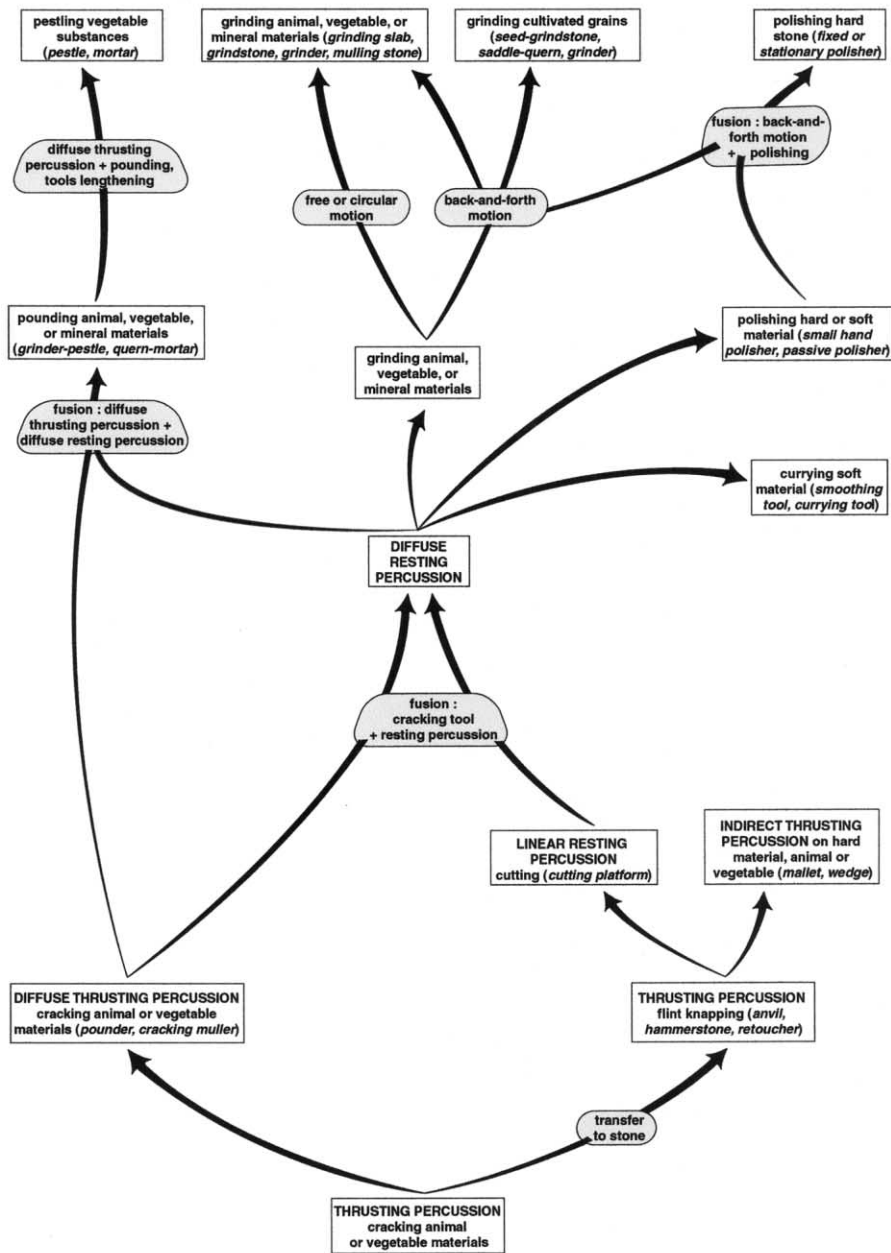 pestling vegetable
substances
(pestle, mortar)
grinding animal, vegetable, or
mineral materials (grinding slab,
grindstone, grinder, mulling stone)
grinding cultivated grains
(seed-grindstone,
saddle-quern, grinder)
polishing hard
stone (fixed or
stationary polisher)
diffuse thrusting
percussion + pounding,
tools lengthening
fusion : back-and-
forth motion
+ polishing
free or circular
motion
back-and-forth
motion
pounding animal, vegetable,
or mineral materials
(grinder-pestle, quern-mortar)
grinding animal,
vegetable, or
mineral materials
polishing hard or soft
material (small hand
polisher, passive polisher)
fusion : diffuse
thrusting percussion +
diffuse resting percussion
currying soft
material (smoothing
tool, currying tool)
DIFFUSE
RESTING
PERCUSSION
fusion :
cracking tool
+ resting percussion
LINEAR RESTING
PERCUSSION
cutting (cutting platform)
INDIRECT THRUSTING
PERCUSSION on hard
material, animal or
vegetable (mallet, wedge)
DIFFUSE THRUSTING PERCUSSION
cracking animal or vegetable
materials (pounder, cracking muller)
THRUSTING PERCUSSION
flint knapping (anvil,
hammerstone, retoucher)
transfer
to stone
THRUSTING PERCUSSION
cracking animal
or vegetable materials